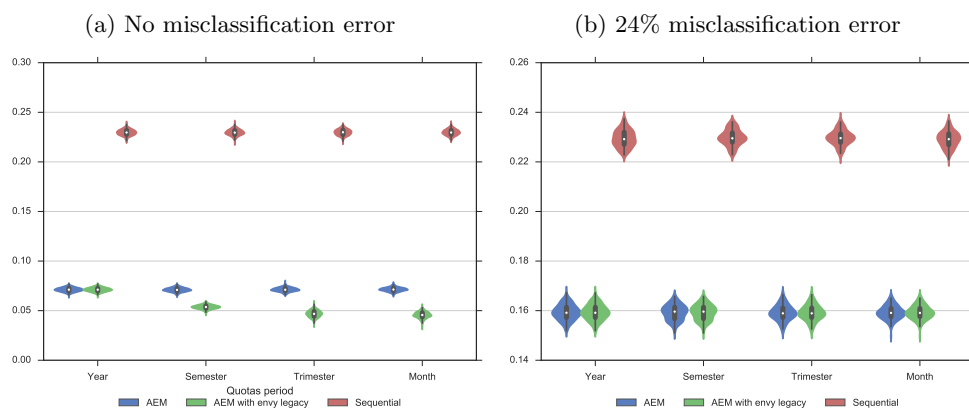 (a) No misclassification error
0.30
0.25
0.20
0.15
0.10
0.05
0.00
Year Semester Trimester Month
Quotas period
AEM AEM with envy legacy Sequential
(b) 24% misclassification error
0.26
0.24
0.22
0.20
0.18
0.16
0.14
Year Semester Trimester Month
AEM AEM with envy legacy Sequential